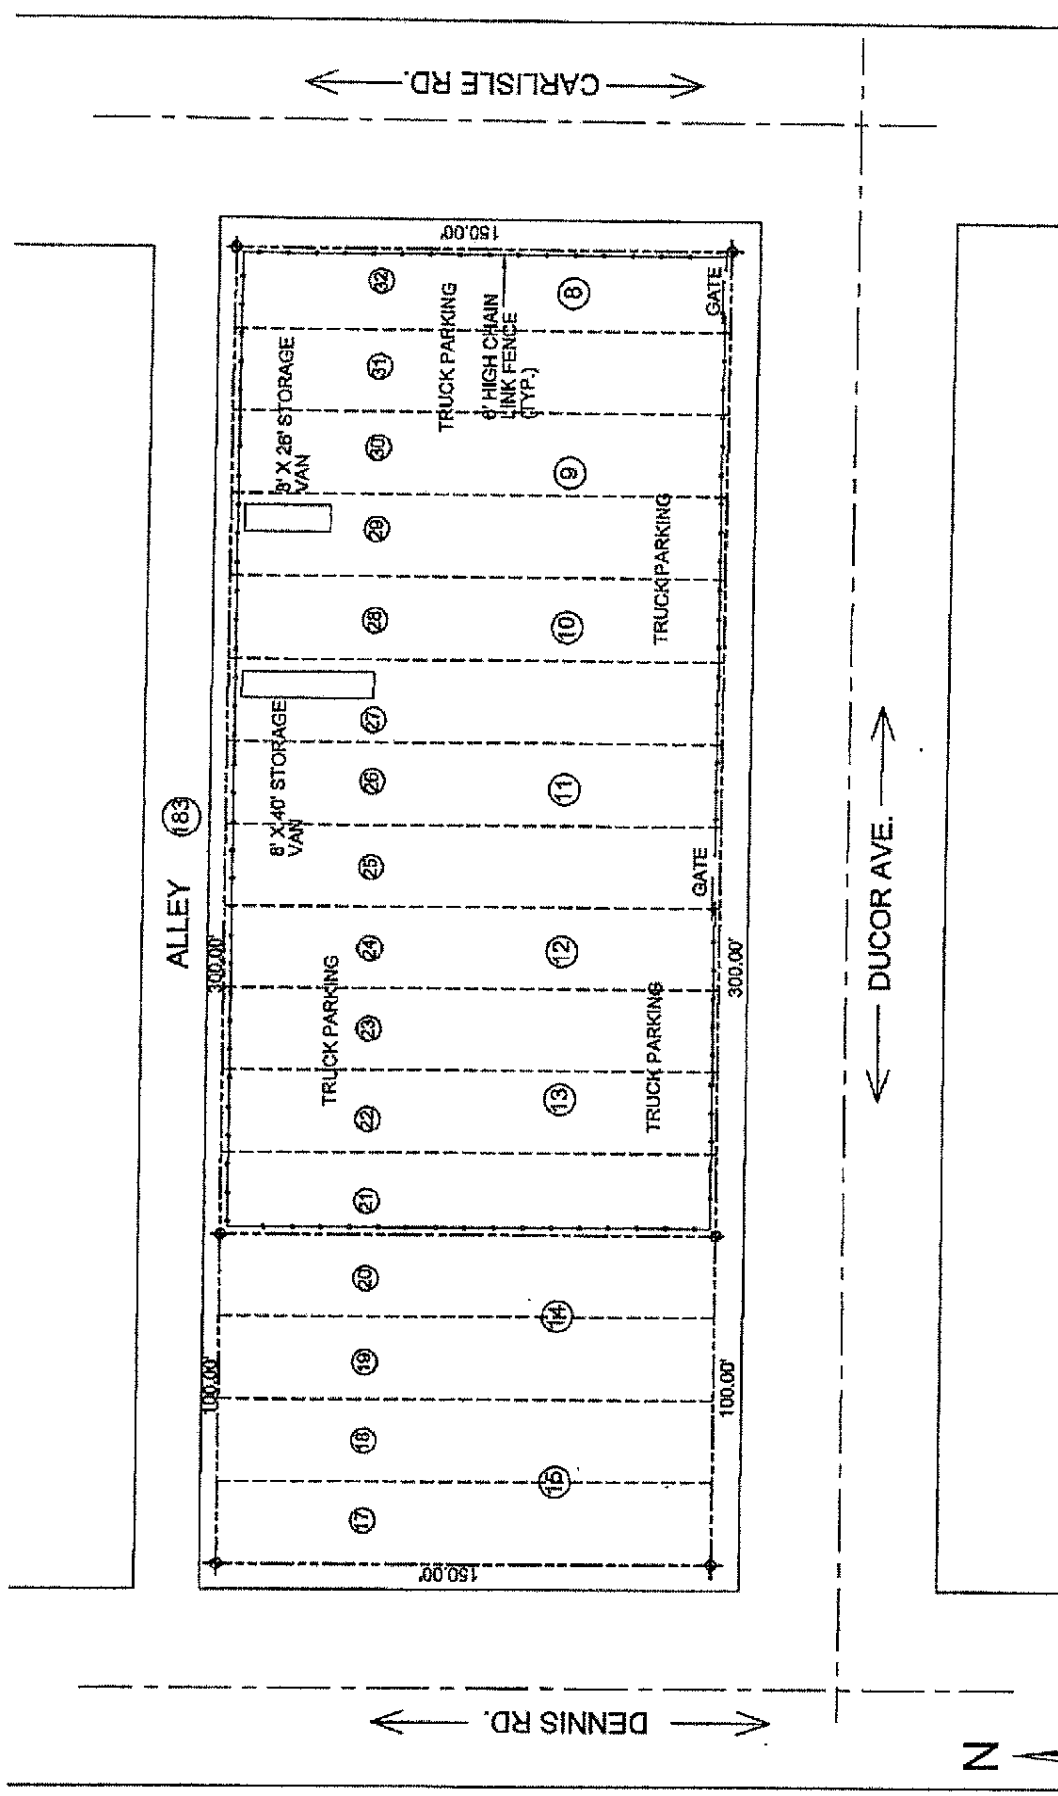 CARLISLE RD.
150.00'
32
31
30
29
28
27
26
25
24
23
22
21
20
19
18
17
TRUCK PARKING
6' HIGH CHAIN
LINK FENCE
(TYP.)
8
9
10
11
12
13
14
15
GATE
8' X 26' STORAGE
VAN
TRUCK PARKING
8' X 40' STORAGE
VAN
ALLEY 183
GATE
300.00'
TRUCK PARKING
TRUCK PARKING
300.00'
DUCOR AVE.
100.00'
100.00'
150.00'
DENNIS RD.
N